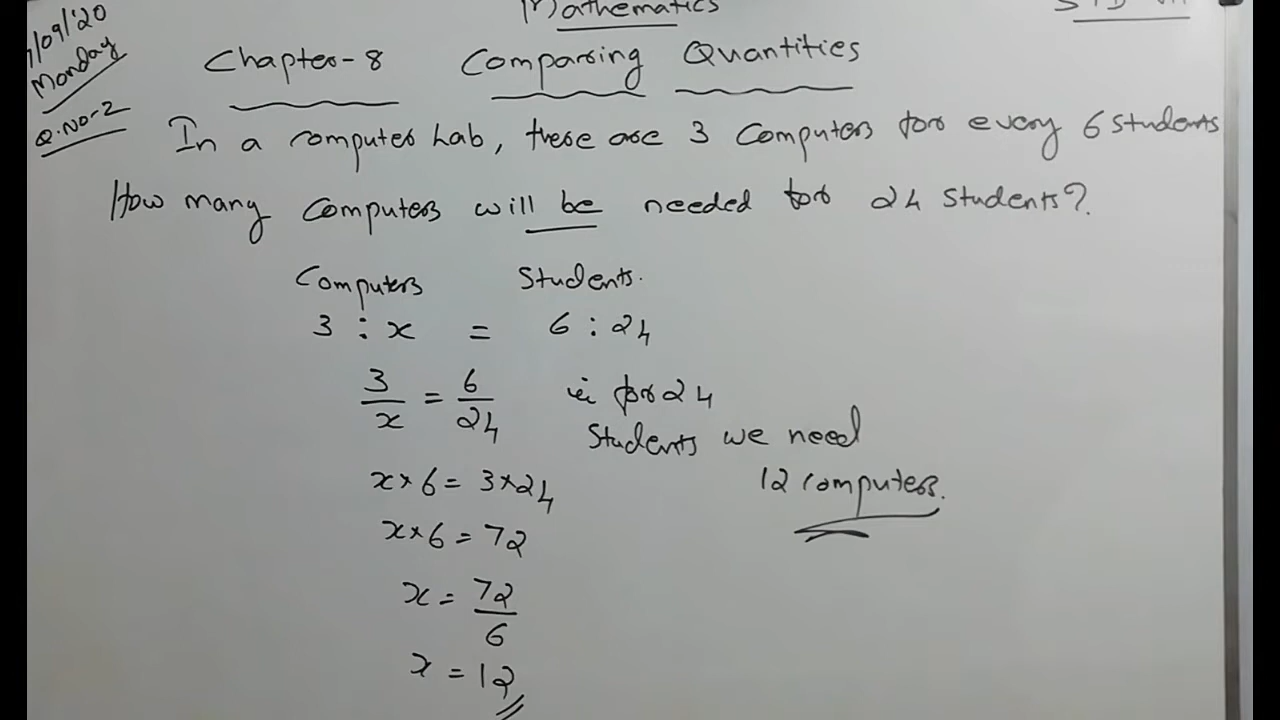 Mathematics
/09/'20
Monday
Chapter-8 Comparing Quantities
Q.No-2
In a computer Lab, there are 3 Computers for every 6 Students
How many Computers will be needed for 24 Students?
Computers Students.
3 : x = 6 : 24
3/x = 6/24
ie for 24
Students we need
12 computers.
x×6 = 3×24
x×6 = 72
x = 72/6
x = 12